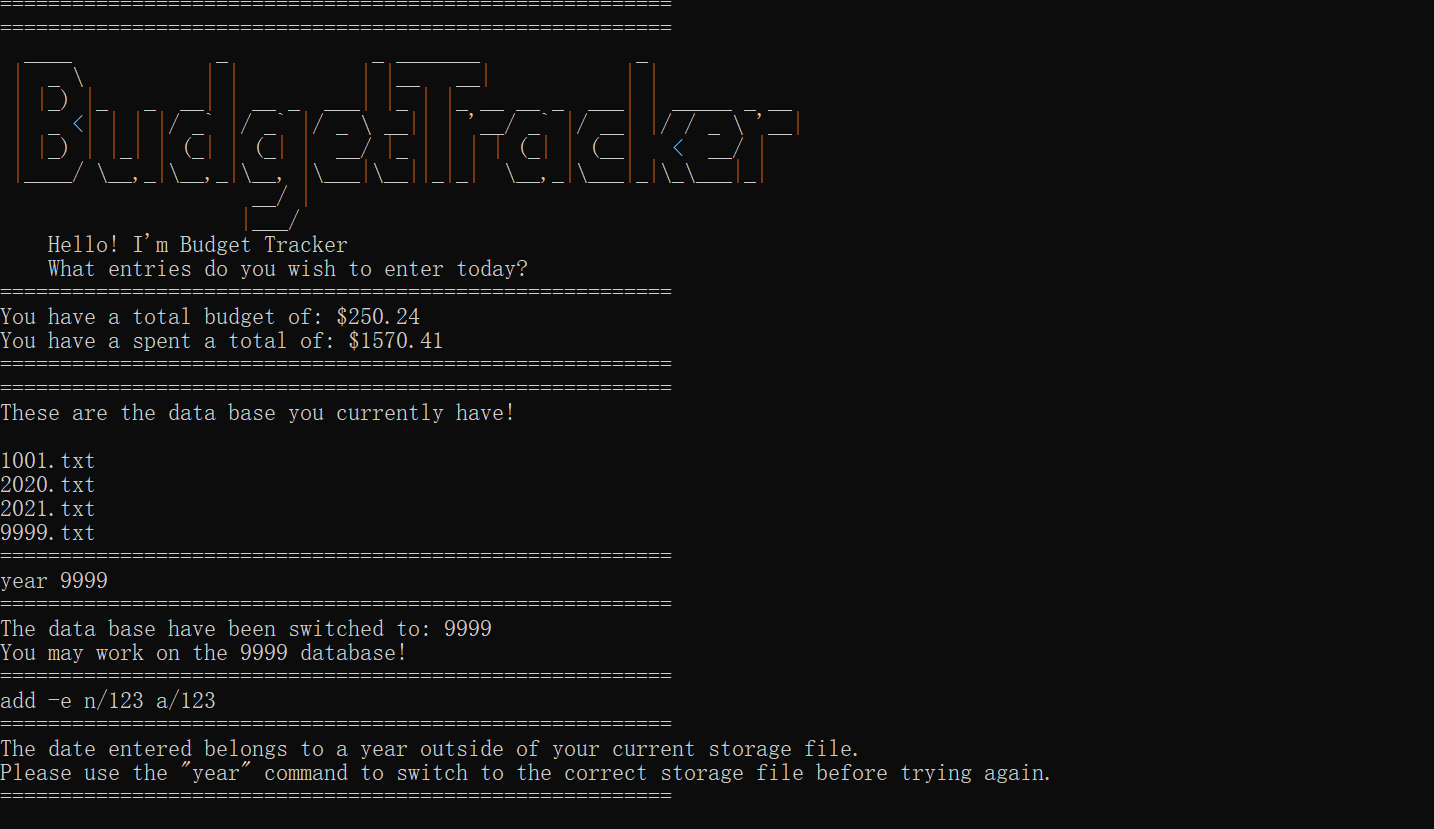 ========================================================
========================================================
BudgetTracker
Hello! I'm Budget Tracker
What entries do you wish to enter today?
========================================================
You have a total budget of: $250.24
You have a spent a total of: $1570.41
========================================================
========================================================
These are the data base you currently have!
1001.txt
2020.txt
2021.txt
9999.txt
========================================================
year 9999
========================================================
The data base have been switched to: 9999
You may work on the 9999 database!
========================================================
add -e n/123 a/123
========================================================
The date entered belongs to a year outside of your current storage file.
Please use the "year" command to switch to the correct storage file before trying again.
========================================================